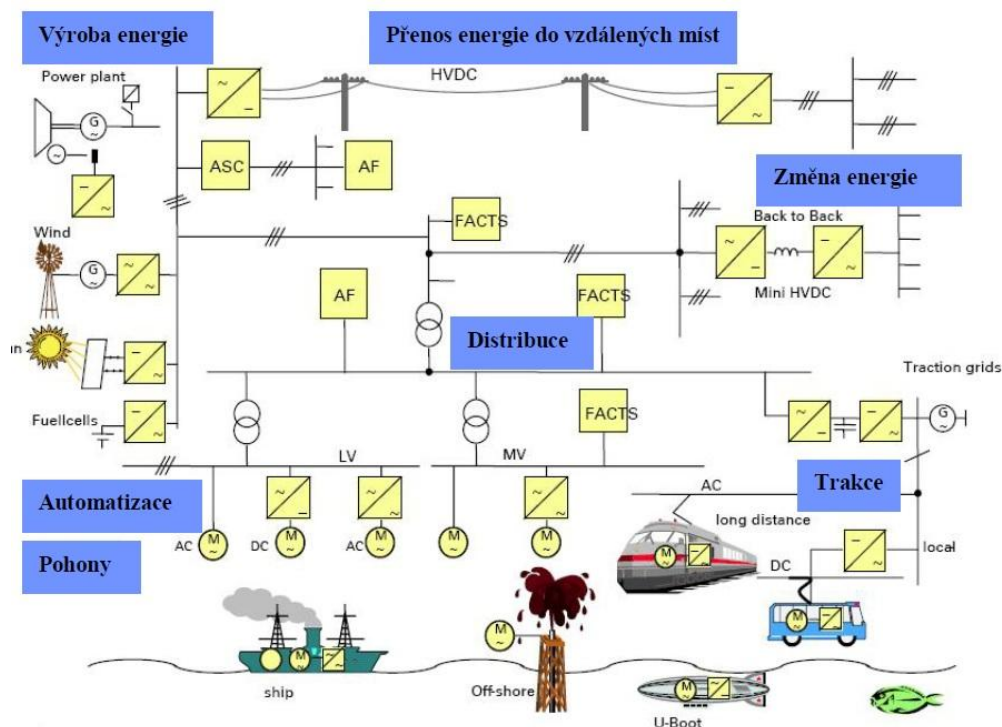 Výroba energie
Přenos energie do vzdálených míst
Power plant
HVDC
G
ASC
AF
Změna energie
FACTS
Back to Back
Wind
G
AF
FACTS
Mini HVDC
Distribuce
Traction grids
Fuellcells
FACTS
G
LV
MV
Automatizace
Trakce
AC
long distance
AC
M
DC
M
AC
M
M
M
Pohony
M
DC
local
M
M
M
ship
Off-shore
M
U-Boot